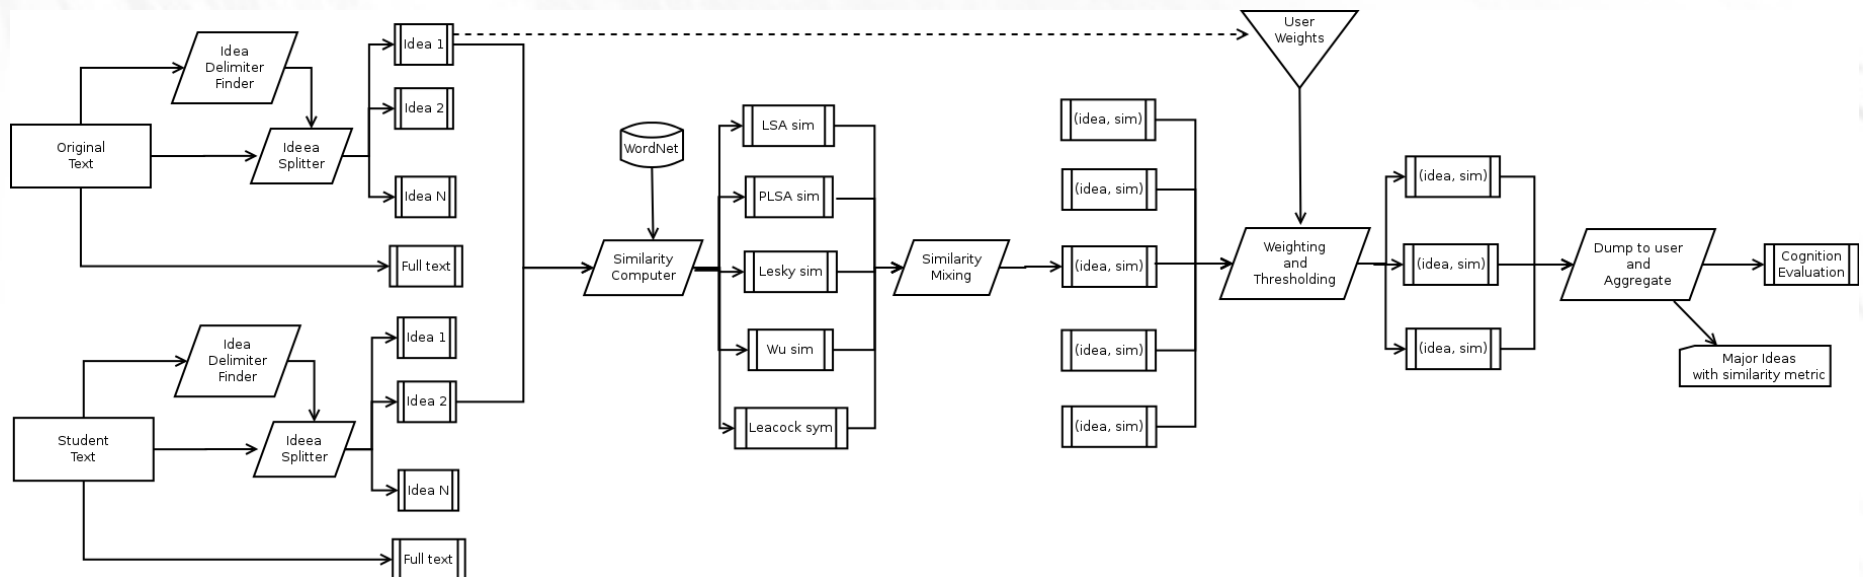 Idea
Delimiter
Finder
Original
Text
Ideea
Splitter
Idea 1
Idea 2
Idea N
Full text
Idea
Delimiter
Finder
Student
Text
Ideea
Splitter
Idea 1
Idea 2
Idea N
Full text
WordNet
Similarity
Computer
LSA sim
PLSA sim
Lesky sim
Wu sim
Leacock sym
Similarity
Mixing
(idea, sim)
(idea, sim)
(idea, sim)
(idea, sim)
(idea, sim)
User
Weights
Weighting
and
Thresholding
(idea, sim)
(idea, sim)
(idea, sim)
Dump to user
and
Aggregate
Cognition
Evaluation
Major Ideas
with similarity metric